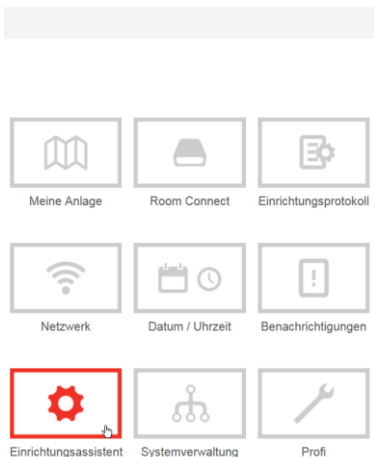 Meine Anlage
Room Connect
Einrichtungsprotokoll
Netzwerk
Datum / Uhrzeit
Benachrichtigungen
Einrichtungsassistent
Systemverwaltung
Profi